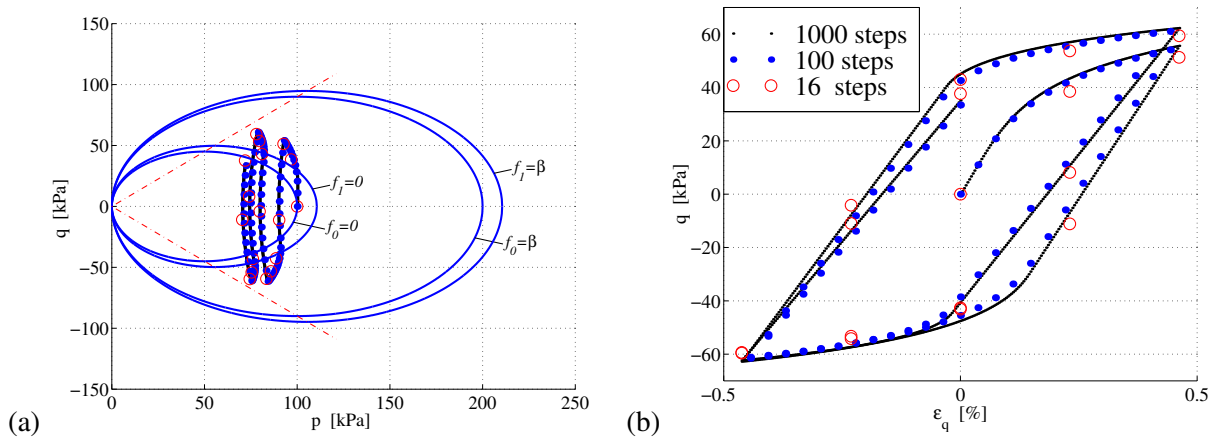 150
100
50
0
−50
−100
−150
0
50
100
150
200
250
q [kPa]
p [kPa]
f1=0
f0=0
f1=β
f0=β
(a)
1000 steps
100 steps
16 steps
60
40
20
0
−20
−40
−60
−0.5
0
0.5
q [kPa]
εq [%]
(b)